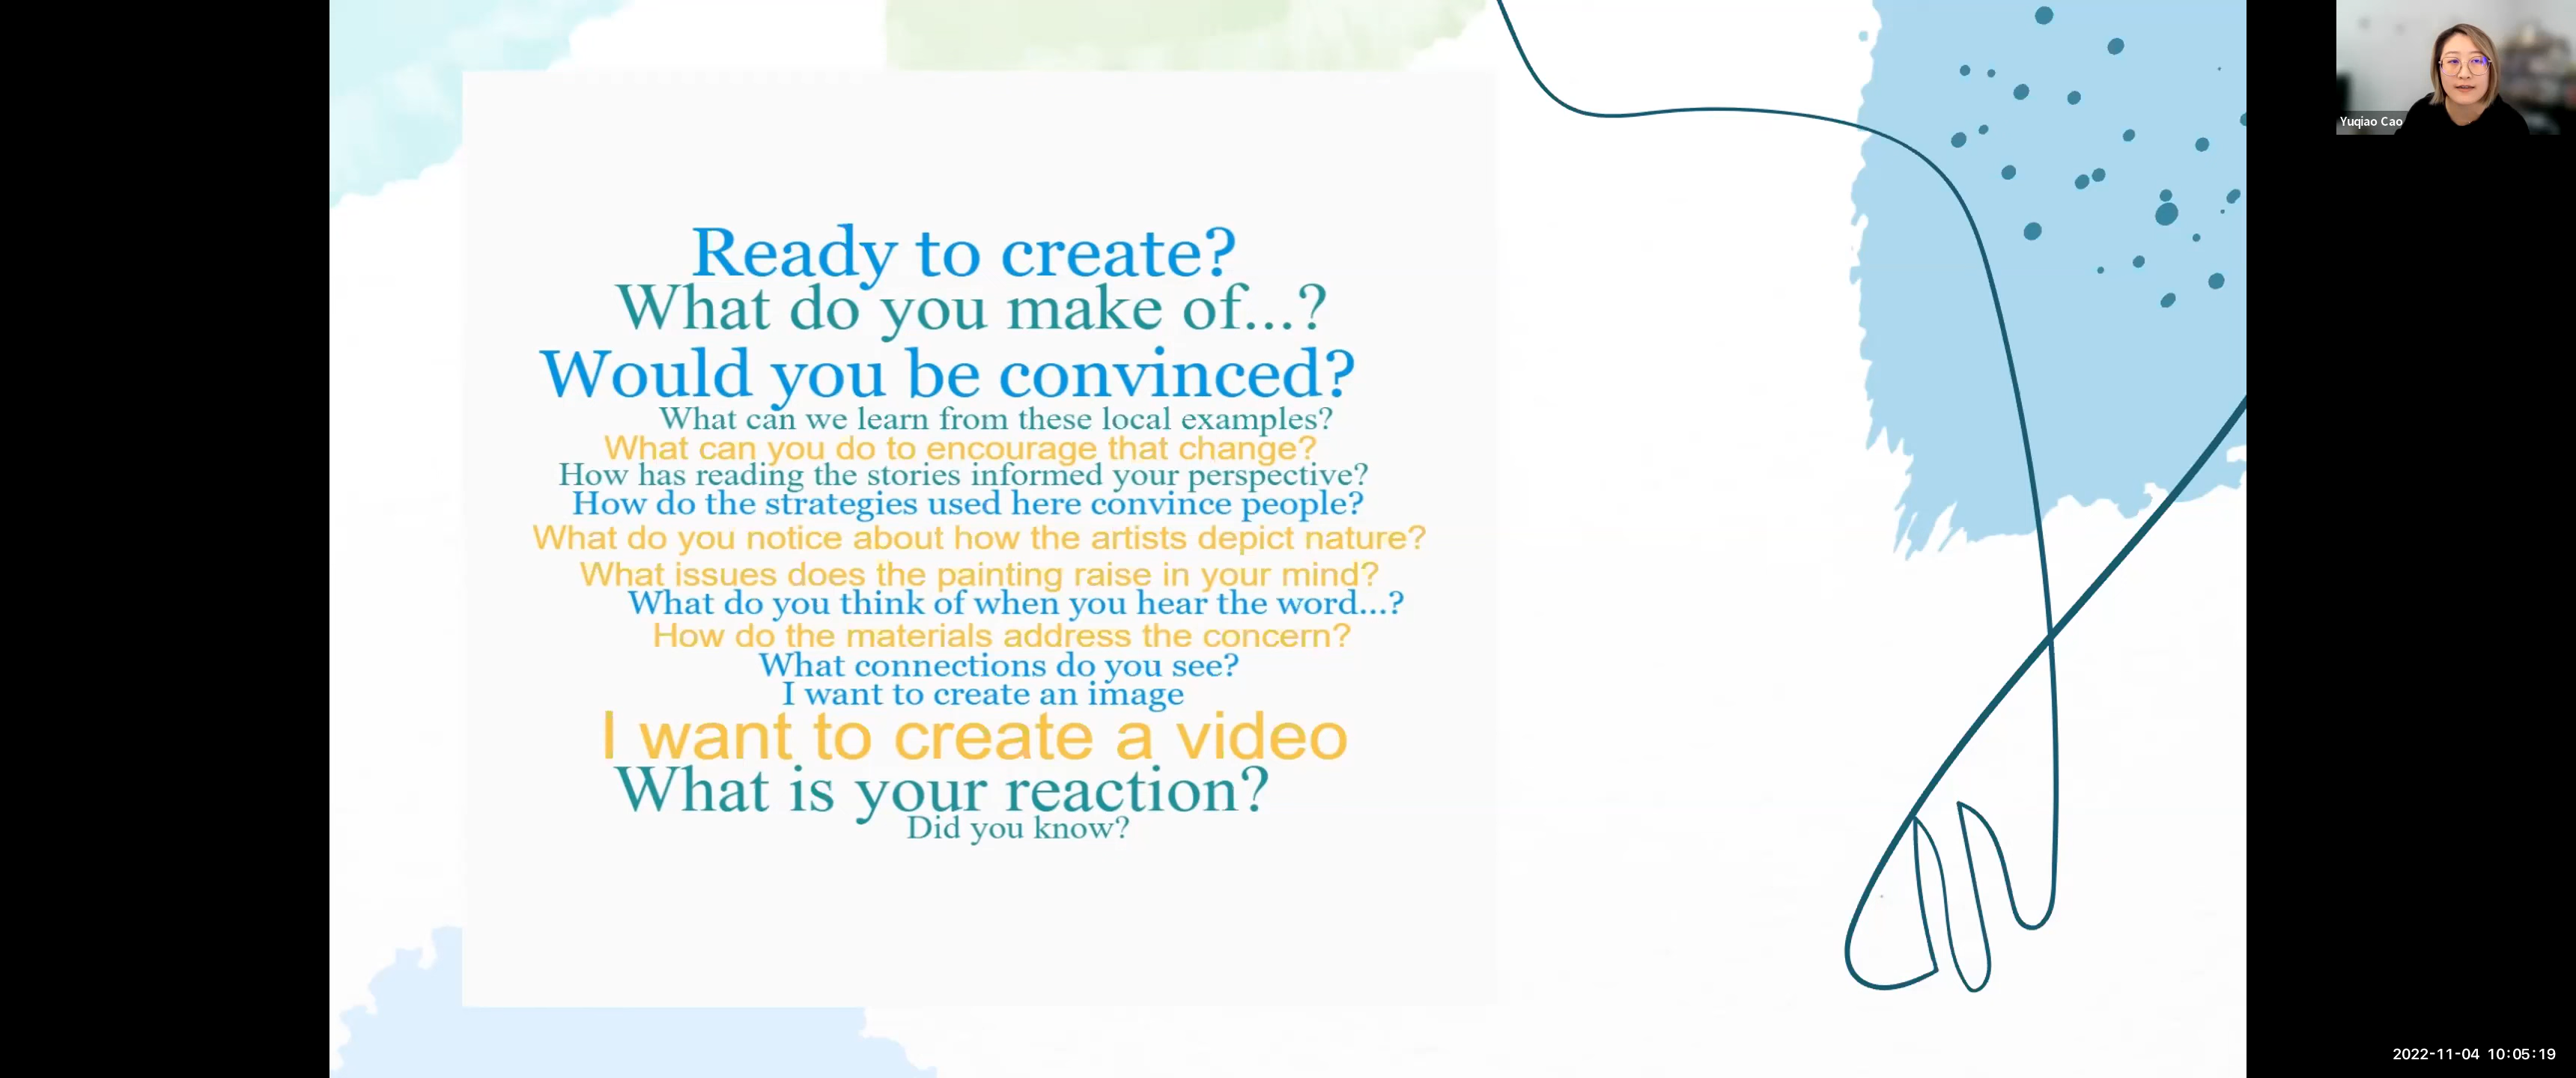 Ready to create?
What do you make of...?
Would you be convinced?
What can we learn from these local examples?
What can you do to encourage that change?
How has reading the stories informed your perspective?
How do the strategies used here convince people?
What do you notice about how the artists depict nature?
What issues does the painting raise in your mind?
What do you think of when you hear the word...?
How do the materials address the concern?
What connections do you see?
I want to create an image
I want to create a video
What is your reaction?
Did you know?
Yuqiao Cao
2022-11-04 10:05:19